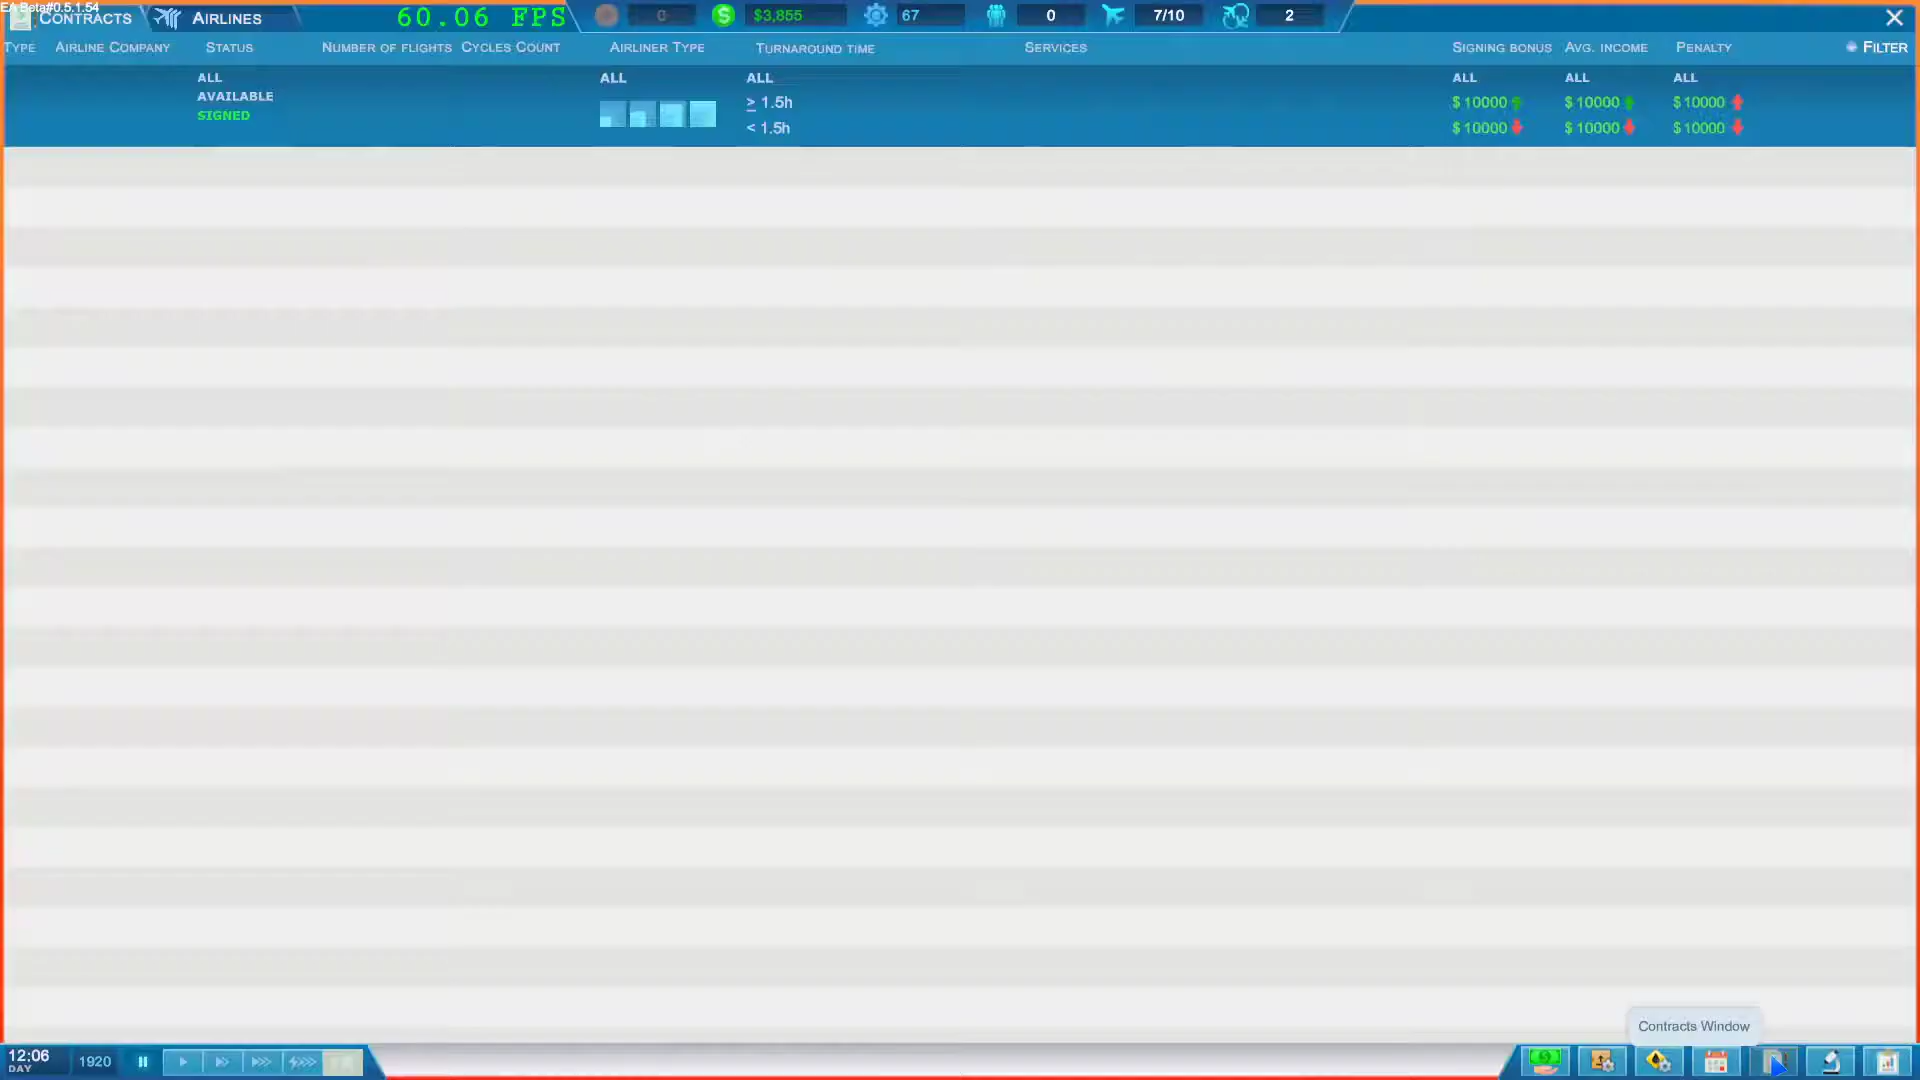 EA Beta#0.5.1.54
CONTRACTS
AIRLINES
60.06 FPS
0
$3,855
67
0
7/10
2
TYPE
AIRLINE COMPANY
STATUS
NUMBER OF FLIGHTS
CYCLES COUNT
AIRLINER TYPE
TURNAROUND TIME
SERVICES
SIGNING BONUS
AVG. INCOME
PENALTY
FILTER
ALL
AVAILABLE
SIGNED
ALL
ALL
≥ 1.5h
< 1.5h
ALL
$ 10000
$ 10000
ALL
$ 10000
$ 10000
ALL
$ 10000
$ 10000
Contracts Window
12:06
DAY
1920